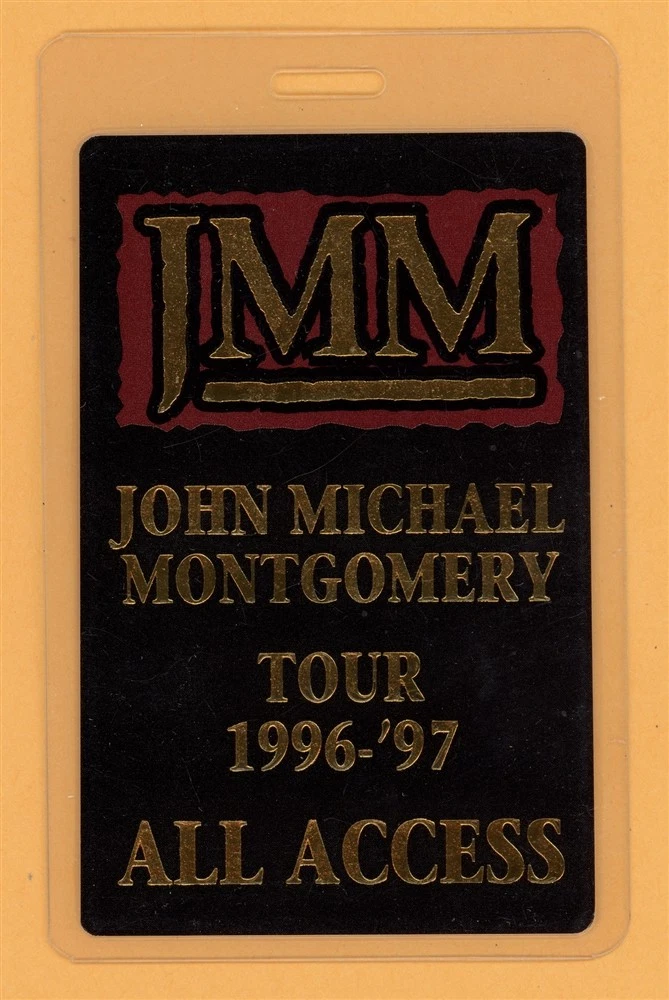 JMM
JOHN MICHAEL
MONTGOMERY
TOUR
1996-'97
ALL ACCESS